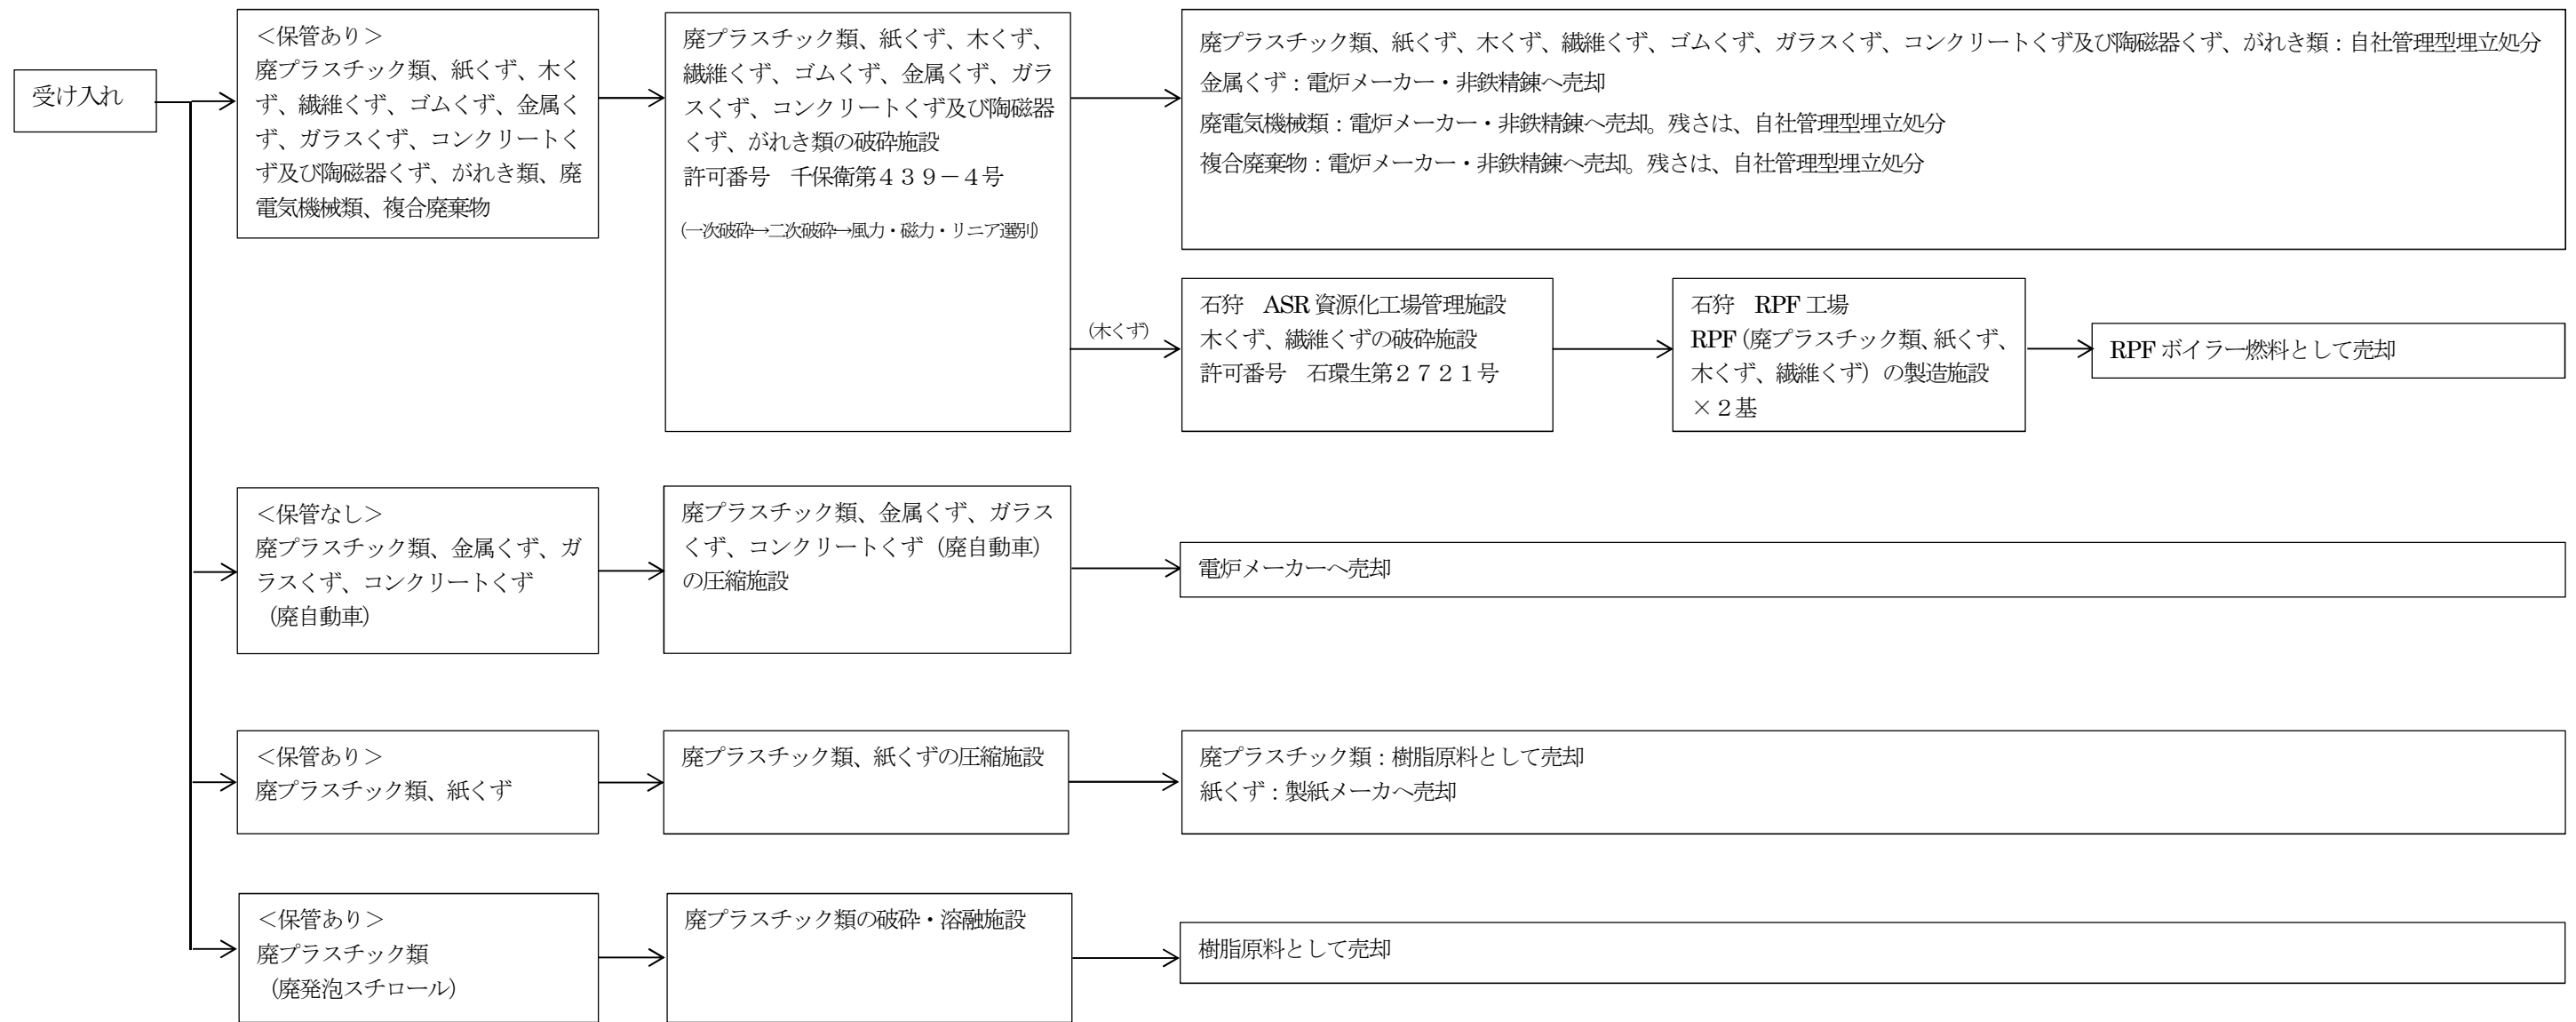 受け入れ
＜保管あり＞
廃プラスチック類、紙くず、木く
ず、繊維くず、ゴムくず、金属く
ず、ガラスくず、コンクリートく
ず及び陶磁器くず、がれき類、廃
電気機械類、複合廃棄物
廃プラスチック類、紙くず、木くず、
繊維くず、ゴムくず、金属くず、ガラ
スくず、コンクリートくず及び陶磁器
くず、がれき類の破砕施設
許可番号　千保衛第４３９－４号
（一次破砕→二次破砕→風力・磁力・リニア選別）
廃プラスチック類、紙くず、木くず、繊維くず、ゴムくず、ガラスくず、コンクリートくず及び陶磁器くず、がれき類：自社管理型埋立処分
金属くず：電炉メーカー・非鉄精錬へ売却
廃電気機械類：電炉メーカー・非鉄精錬へ売却。残さは、自社管理型埋立処分
複合廃棄物：電炉メーカー・非鉄精錬へ売却。残さは、自社管理型埋立処分
（木くず）
石狩　ASR 資源化工場管理施設
木くず、繊維くずの破砕施設
許可番号　石環生第２７２１号
石狩　RPF 工場
RPF（廃プラスチック類、紙くず、
木くず、繊維くず）の製造施設
×２基
RPF ボイラー燃料として売却
＜保管なし＞
廃プラスチック類、金属くず、ガ
ラスくず、コンクリートくず
（廃自動車）
廃プラスチック類、金属くず、ガラス
くず、コンクリートくず（廃自動車）
の圧縮施設
電炉メーカーへ売却
＜保管あり＞
廃プラスチック類、紙くず
廃プラスチック類、紙くずの圧縮施設
廃プラスチック類：樹脂原料として売却
紙くず：製紙メーカへ売却
＜保管あり＞
廃プラスチック類
（廃発泡スチロール）
廃プラスチック類の破砕・溶融施設
樹脂原料として売却